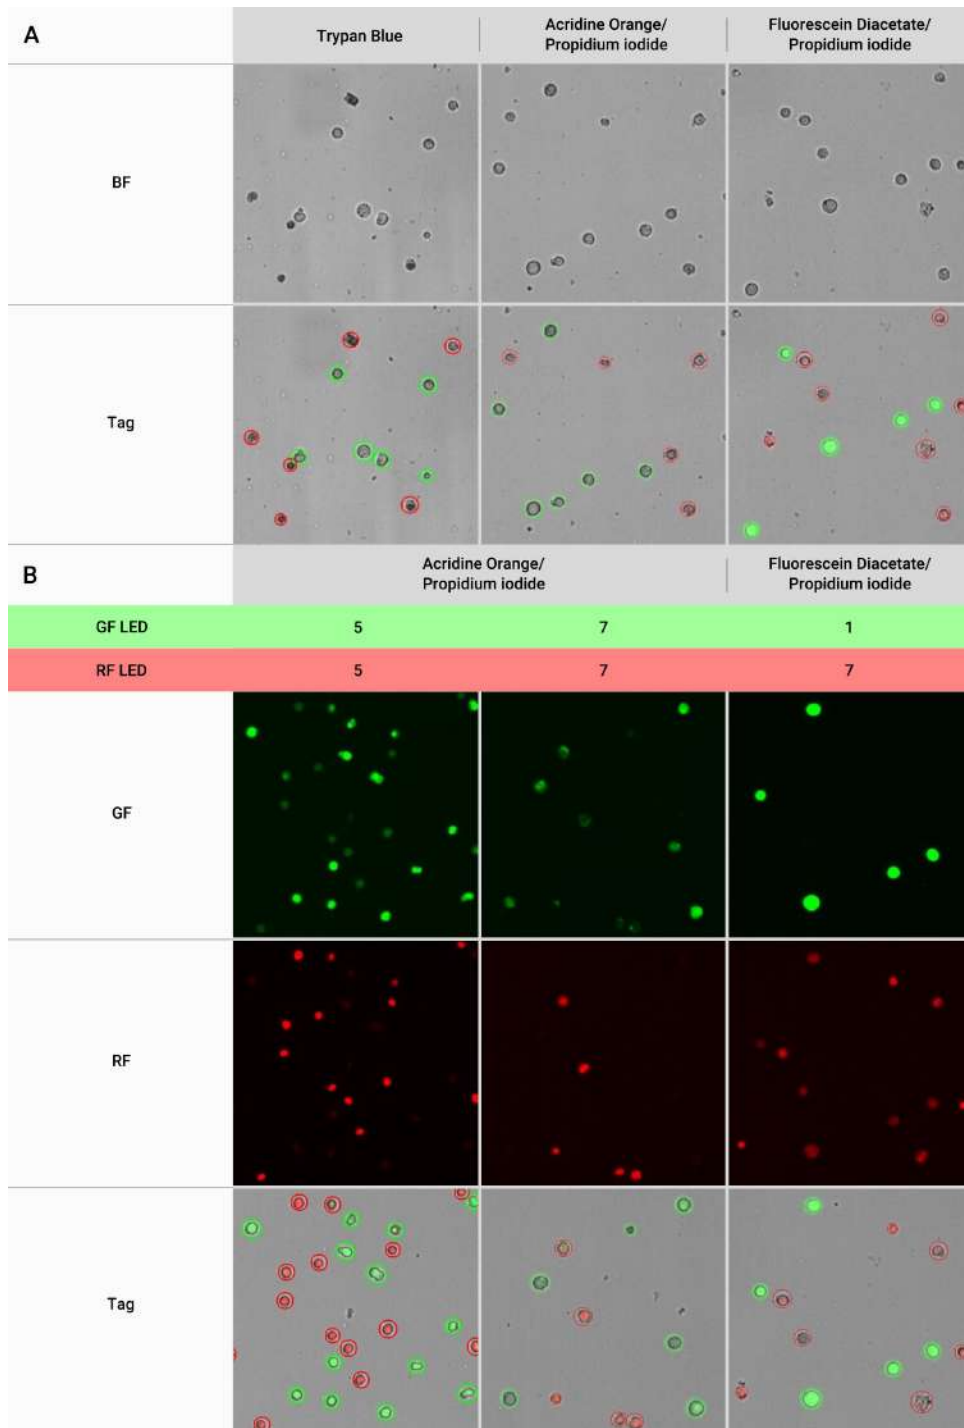 A
Trypan Blue
Acridine Orange/
Propidium iodide
Fluorescein Diacetate/
Propidium iodide
BF
Tag
B
Acridine Orange/
Propidium iodide
Fluorescein Diacetate/
Propidium iodide
GF LED 5 7 1
RF LED 5 7 7
GF
RF
Tag